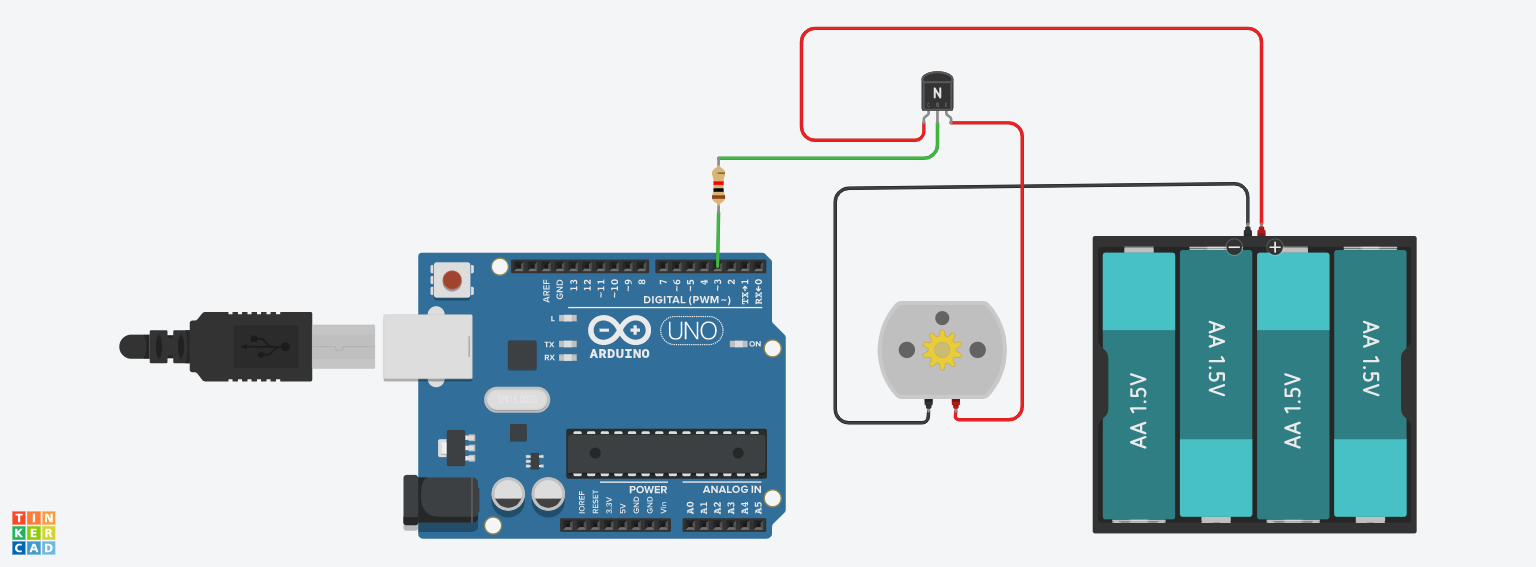 N
C B E
AREF
GND
13
12
~11
~10
~9
8
7
~6
~5
4
~3
2
TX→1
RX←0
DIGITAL (PWM~)
L
TX
RX
ARDUINO
UNO
ON
POWER
ANALOG IN
IOREF
RESET
3.3V
5V
GND
GND
Vin
A0
A1
A2
A3
A4
A5
AA 1.5V
AA 1.5V
AA 1.5V
AA 1.5V
TIN
KER
CAD